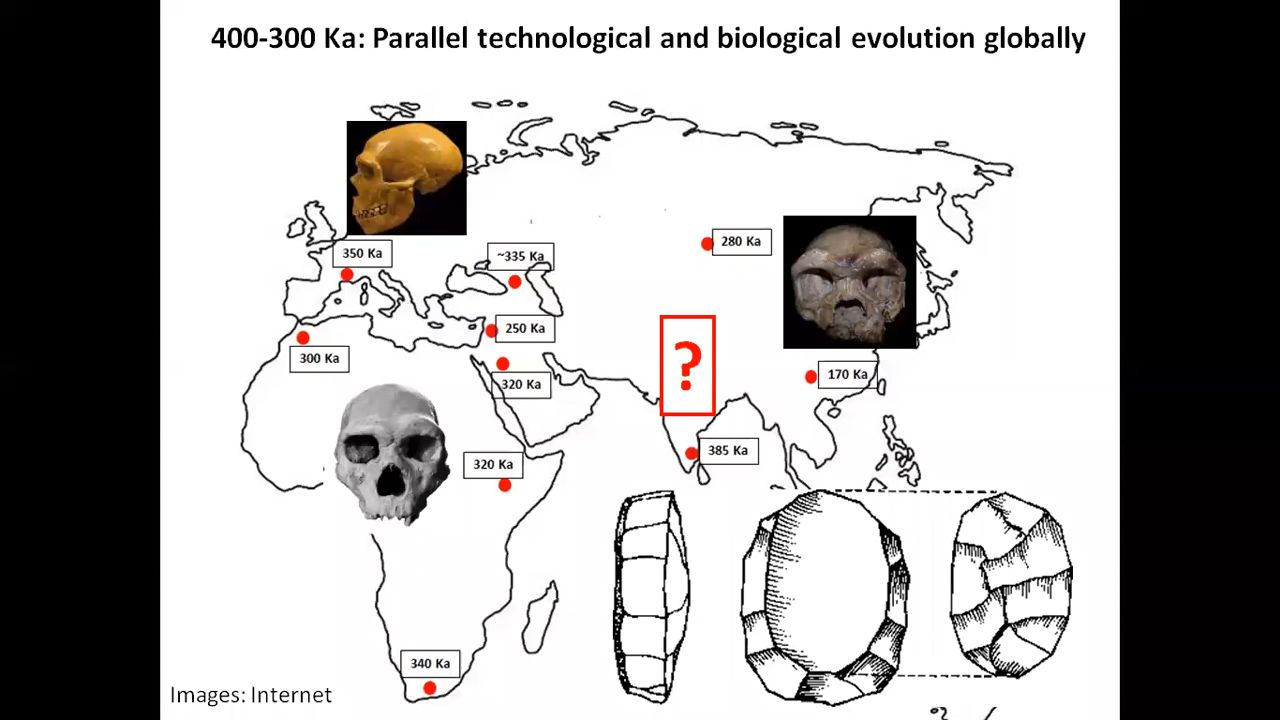 400-300 Ka: Parallel technological and biological evolution globally
350 Ka
~335 Ka
280 Ka
250 Ka
300 Ka
320 Ka
?
170 Ka
385 Ka
320 Ka
340 Ka
Images: Internet